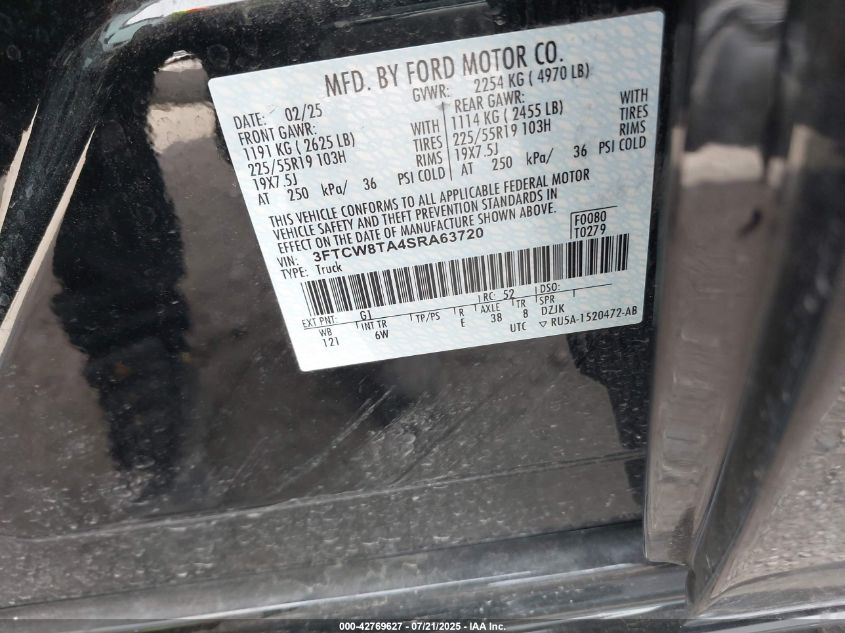 MFD. BY FORD MOTOR CO.
DATE: 02/25 GVWR: 2254 KG ( 4970 LB)
FRONT GAWR: REAR GAWR:
1191 KG ( 2625 LB) WITH 1114 KG ( 2455 LB) WITH
225/55R19 103H TIRES 225/55R19 103H TIRES
19X7.5J RIMS 19X7.5J RIMS
AT 250 kPa/ 36 PSI COLD AT 250 kPa/ 36 PSI COLD
THIS VEHICLE CONFORMS TO ALL APPLICABLE FEDERAL MOTOR
VEHICLE SAFETY AND THEFT PREVENTION STANDARDS IN
EFFECT ON THE DATE OF MANUFACTURE SHOWN ABOVE.
VIN: 3FTCW8TA4SRA63720 F0080
TYPE: Truck T0279
EXT PNT: G1 RC: 52 DSO:
WB INT TR TP/PS R AXLE TR SPR
121 6W E 38 8 DZJK
UTC ▽ RU5A-1520472-AB
000-42769627 07/21/2025 - IAA, Inc.